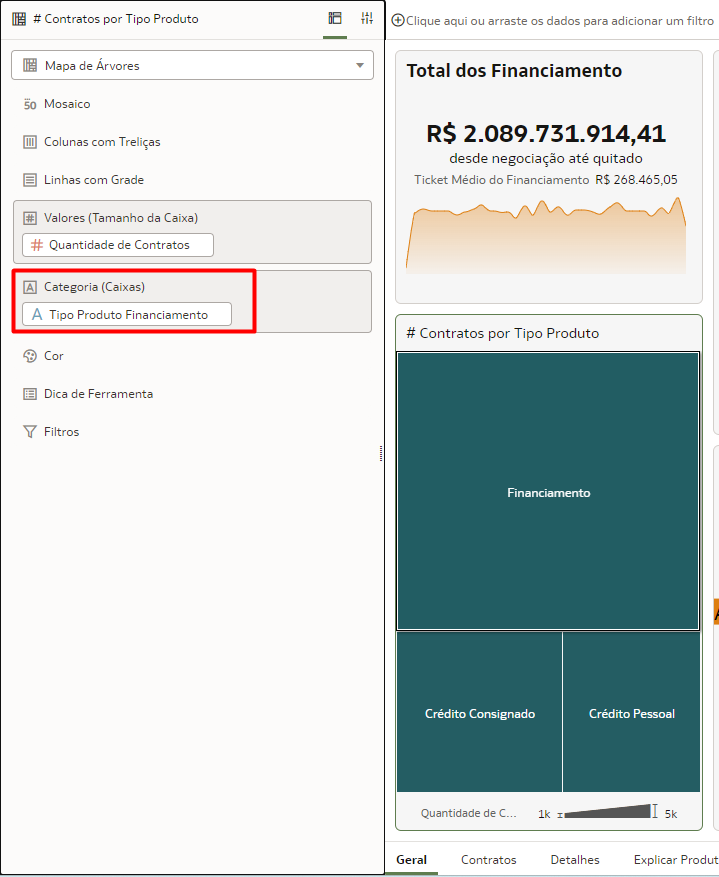 # Contratos por Tipo Produto
Mapa de Árvores
50 Mosaico
Colunas com Treliças
Linhas com Grade
# Valores (Tamanho da Caixa)
# Quantidade de Contratos
A Categoria (Caixas)
A Tipo Produto Financiamento
Cor
Dica de Ferramenta
Filtros
Clique aqui ou arraste os dados para adicionar um filtro
Total dos Financiamento
R$ 2.089.731.914,41
desde negociação até quitado
Ticket Médio do Financiamento R$ 268.465,05
# Contratos por Tipo Produto
Financiamento
Crédito Consignado
Crédito Pessoal
Quantidade de C... 1k 5k
Geral Contratos Detalhes Explicar Produt